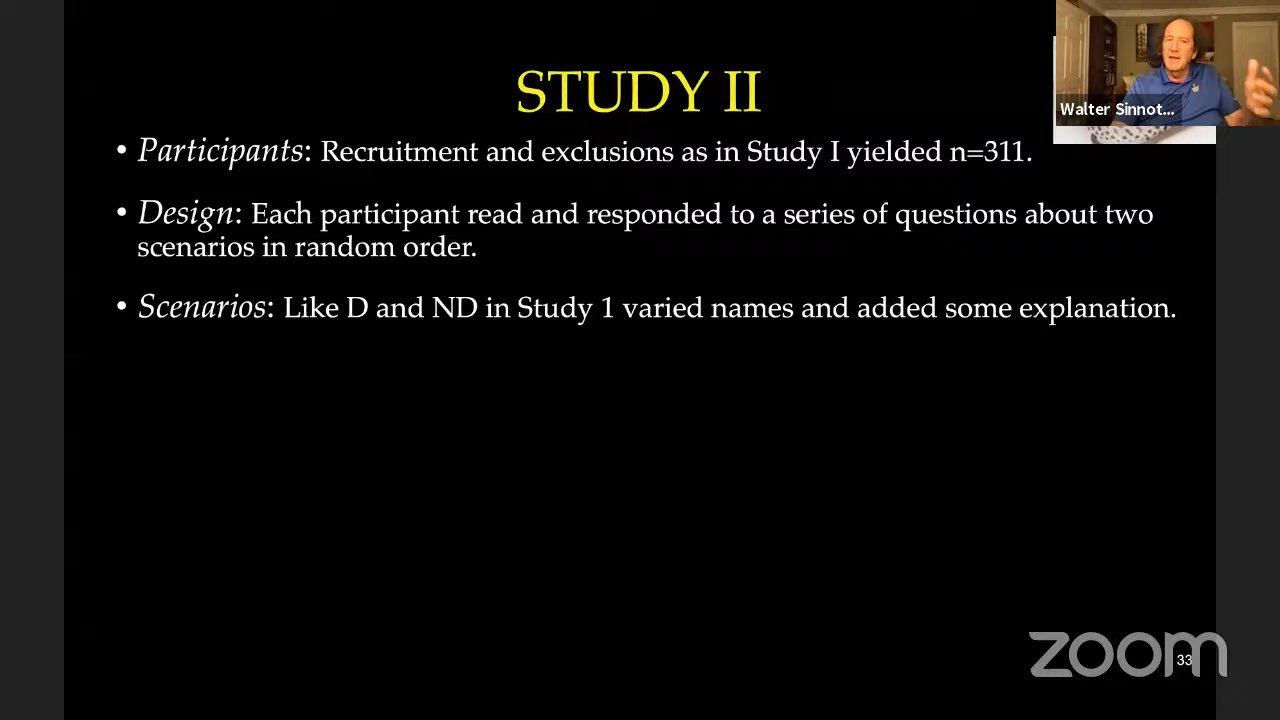 Walter Sinnot...
STUDY II
• Participants: Recruitment and exclusions as in Study I yielded n=311.
• Design: Each participant read and responded to a series of questions about two
scenarios in random order.
• Scenarios: Like D and ND in Study 1 varied names and added some explanation.
zoom
33